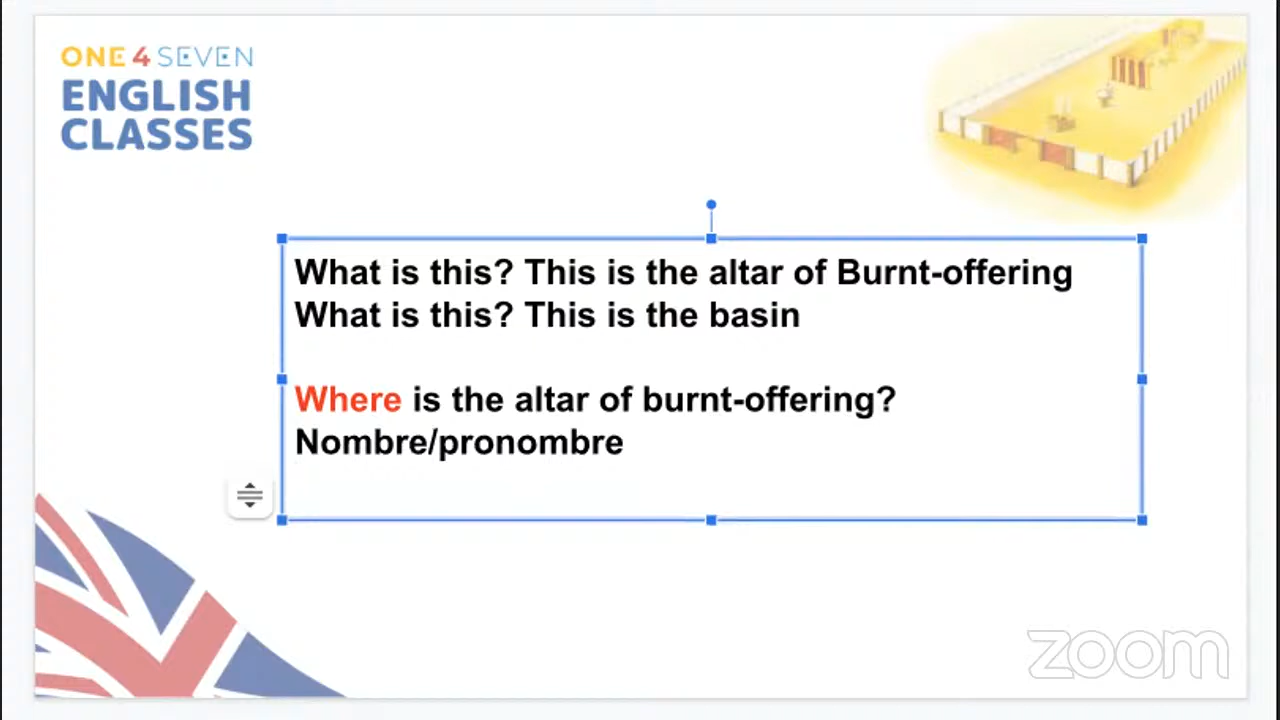 ONE 4 SEVEN
ENGLISH
CLASSES
What is this? This is the altar of Burnt-offering
What is this? This is the basin
Where is the altar of burnt-offering?
Nombre/pronombre
zoom